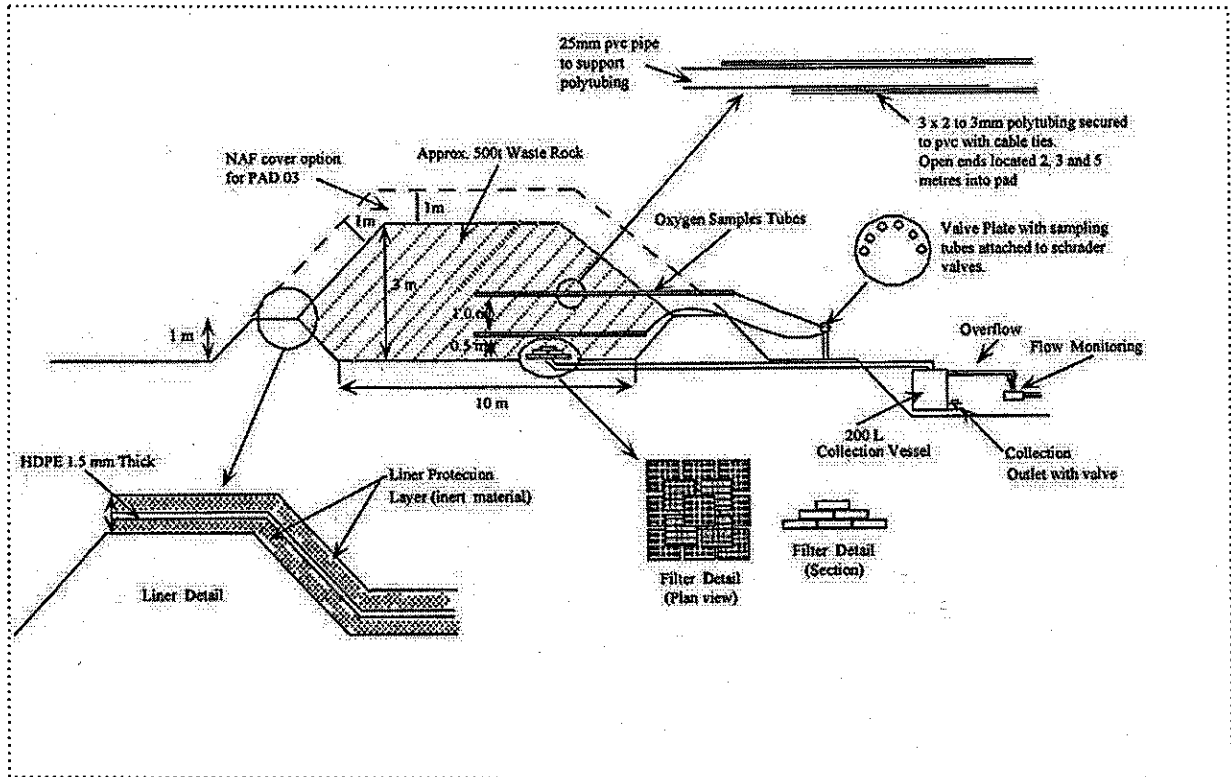 25mm pvc pipe
to support
polytubing
3 x 2 to 3mm polytubing secured
to pvc with cable ties.
Open ends located 2, 3 and 5
metres into pad
NAF cover option
for PAD 03
Approx. 500t Waste Rock
1m
1m
Oxygen Samples Tubes
Valve Plate with sampling
tubes attached to schrader
valves.
3 m
1 m
1.0 m
0.5 m
Overflow
Flow Monitoring
10 m
200 L
Collection Vessel
Collection
Outlet with valve
HDPE 1.5 mm Thick
Liner Protection
Layer (inert material)
Liner Detail
Filter Detail
(Plan view)
Filter Detail
(Section)